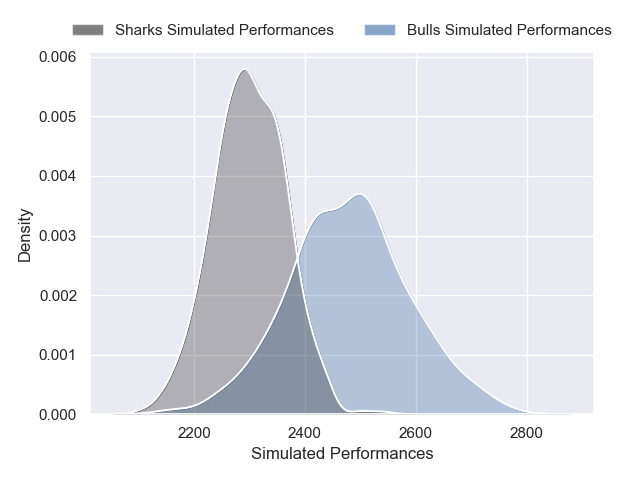 Sharks Simulated Performances Bulls Simulated Performances
0.006
0.005
0.004
0.003
0.002
0.001
0.000
Density
2200 2400 2600 2800
Simulated Performances